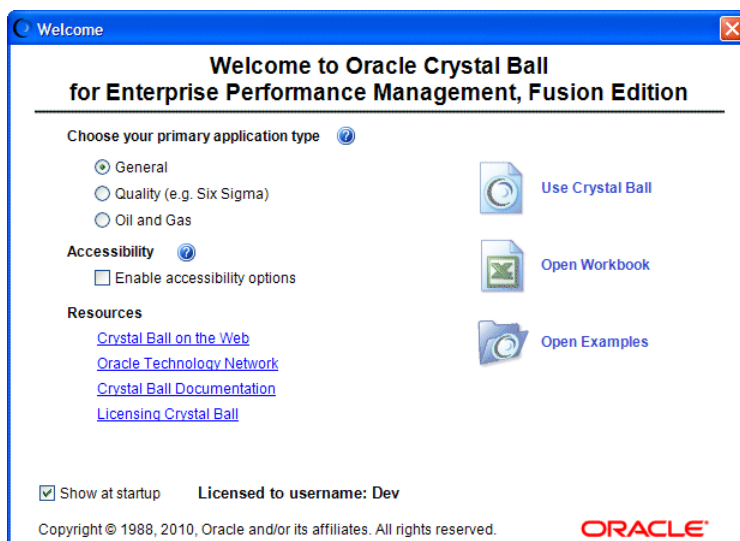 Welcome
Welcome to Oracle Crystal Ball
for Enterprise Performance Management, Fusion Edition
Choose your primary application type
General
Quality (e.g. Six Sigma)
Oil and Gas
Accessibility
Enable accessibility options
Resources
Crystal Ball on the Web
Oracle Technology Network
Crystal Ball Documentation
Licensing Crystal Ball
Use Crystal Ball
Open Workbook
Open Examples
Show at startup Licensed to username: Dev
Copyright © 1988, 2010, Oracle and/or its affiliates. All rights reserved.
ORACLE